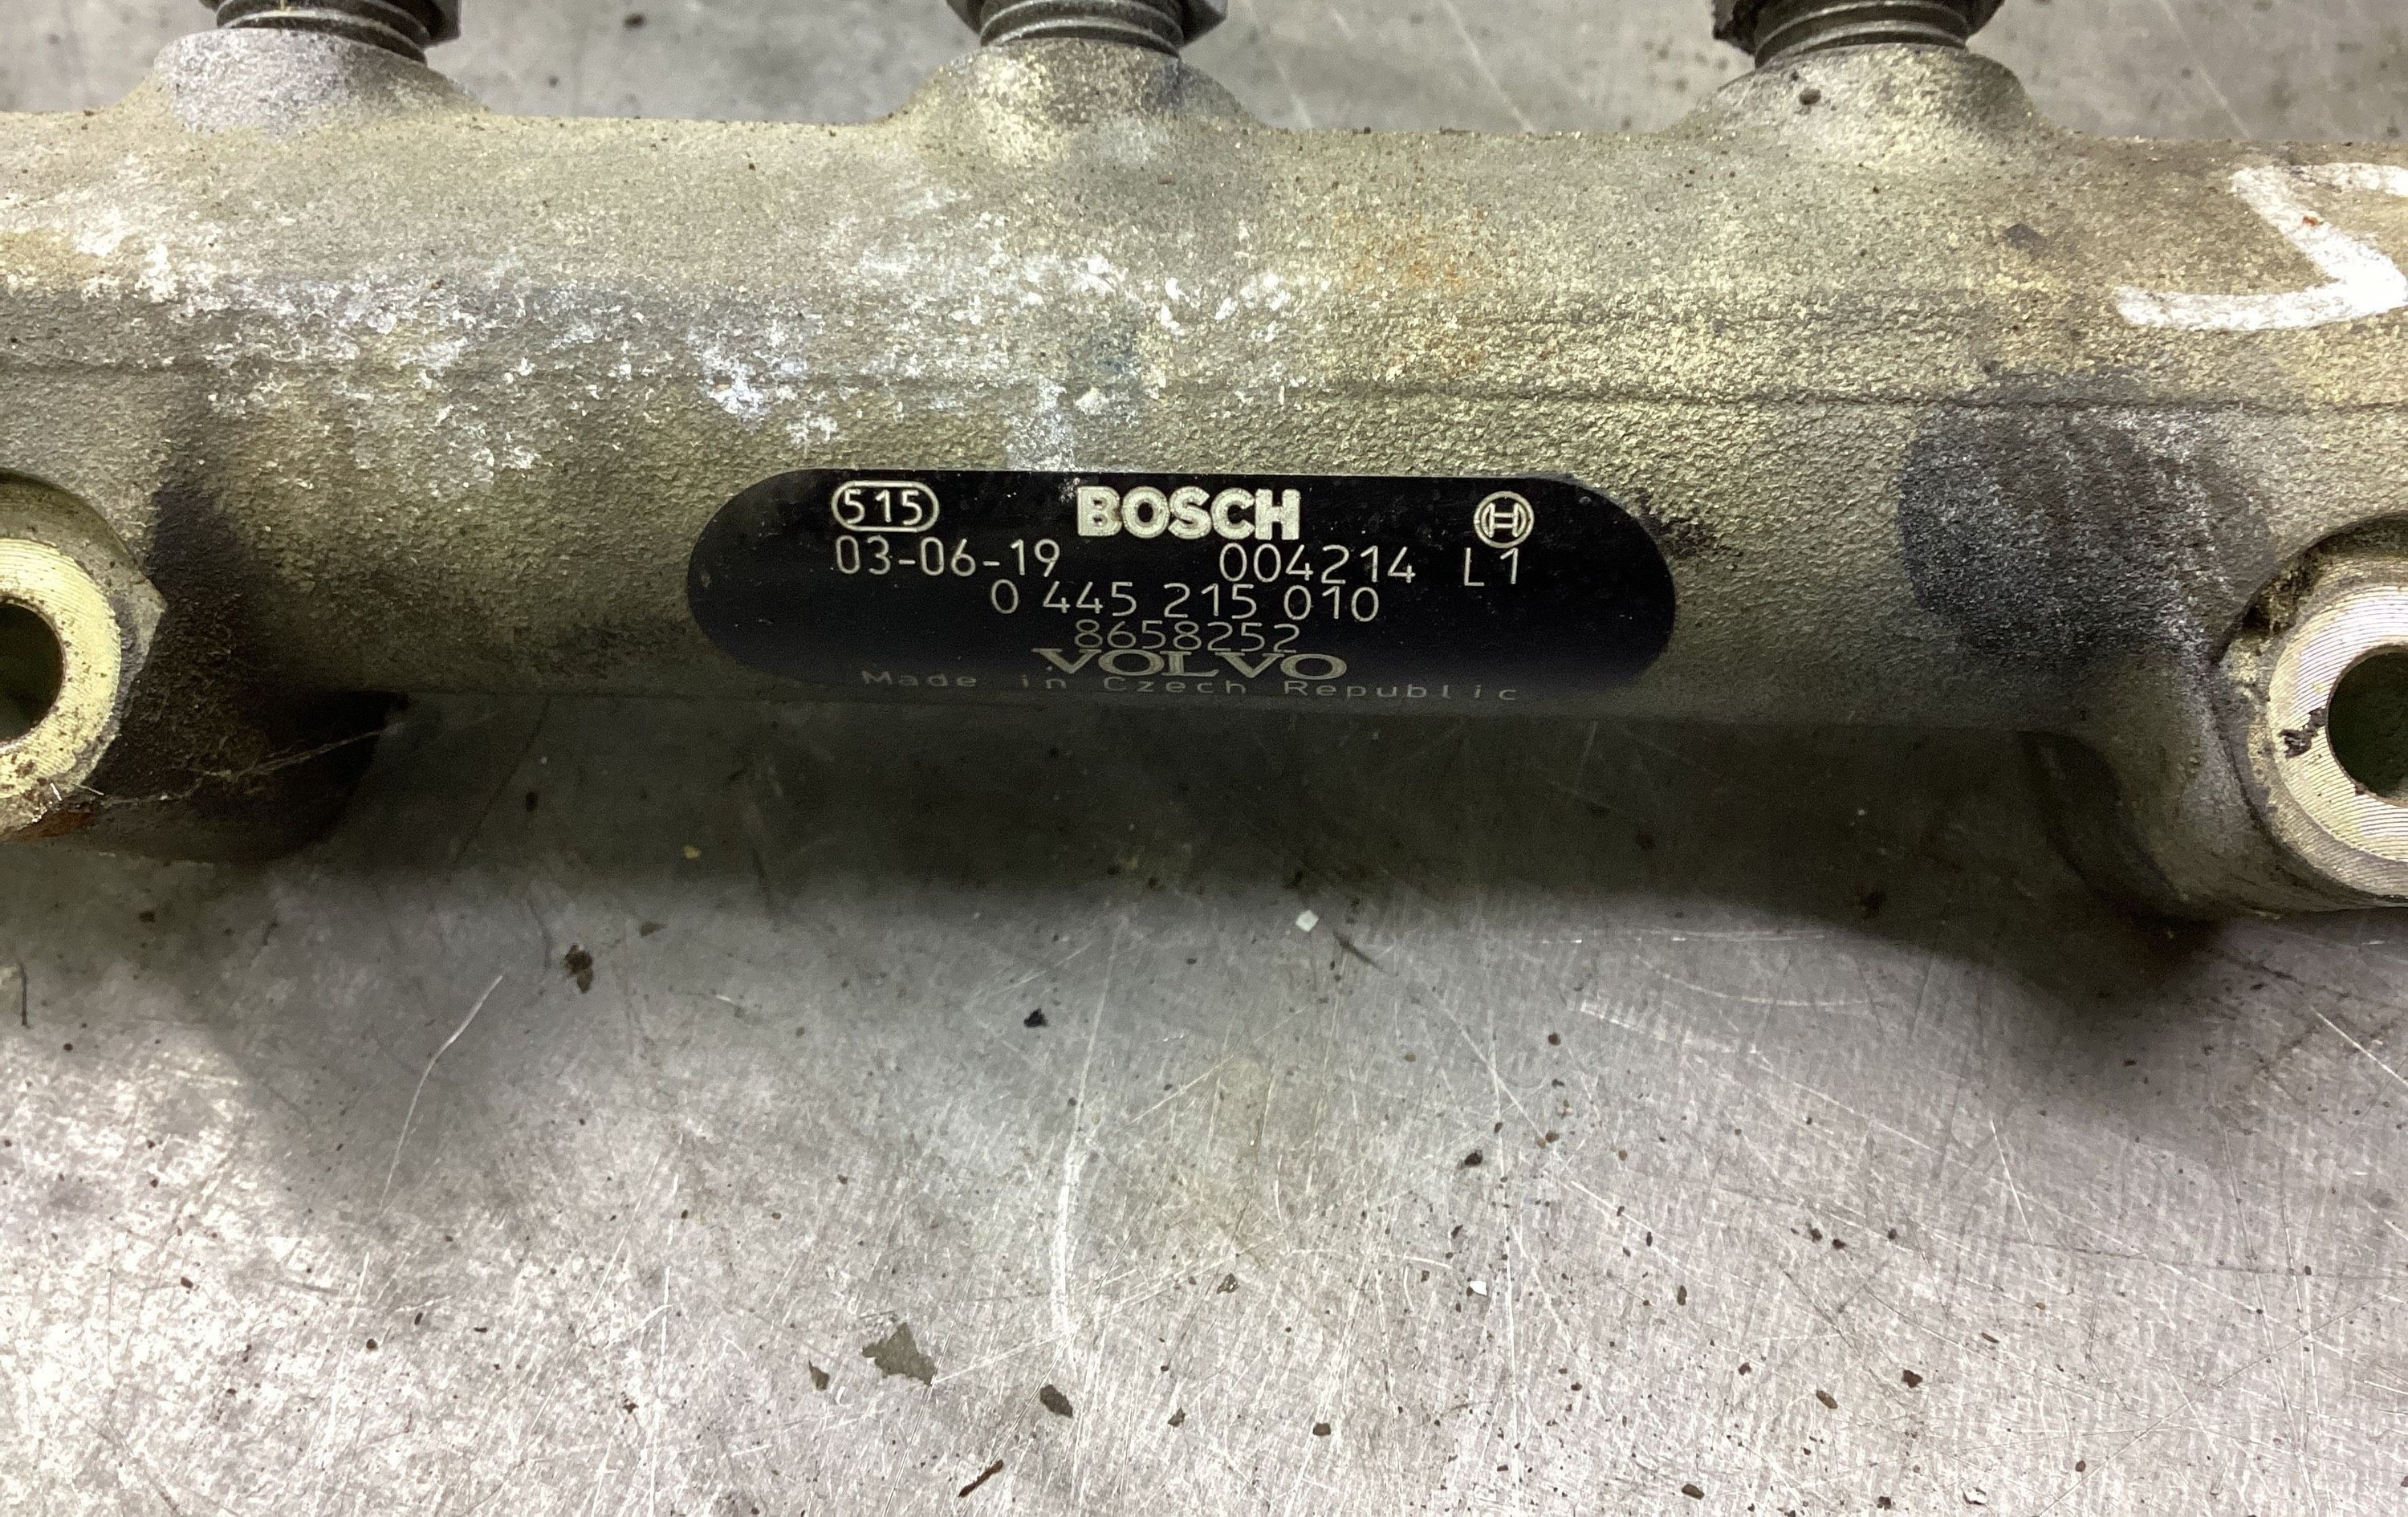 515 BOSCH
03-06-19 004214 L1
0 445 215 010
8658252
VOLVO
Made in Czech Republic